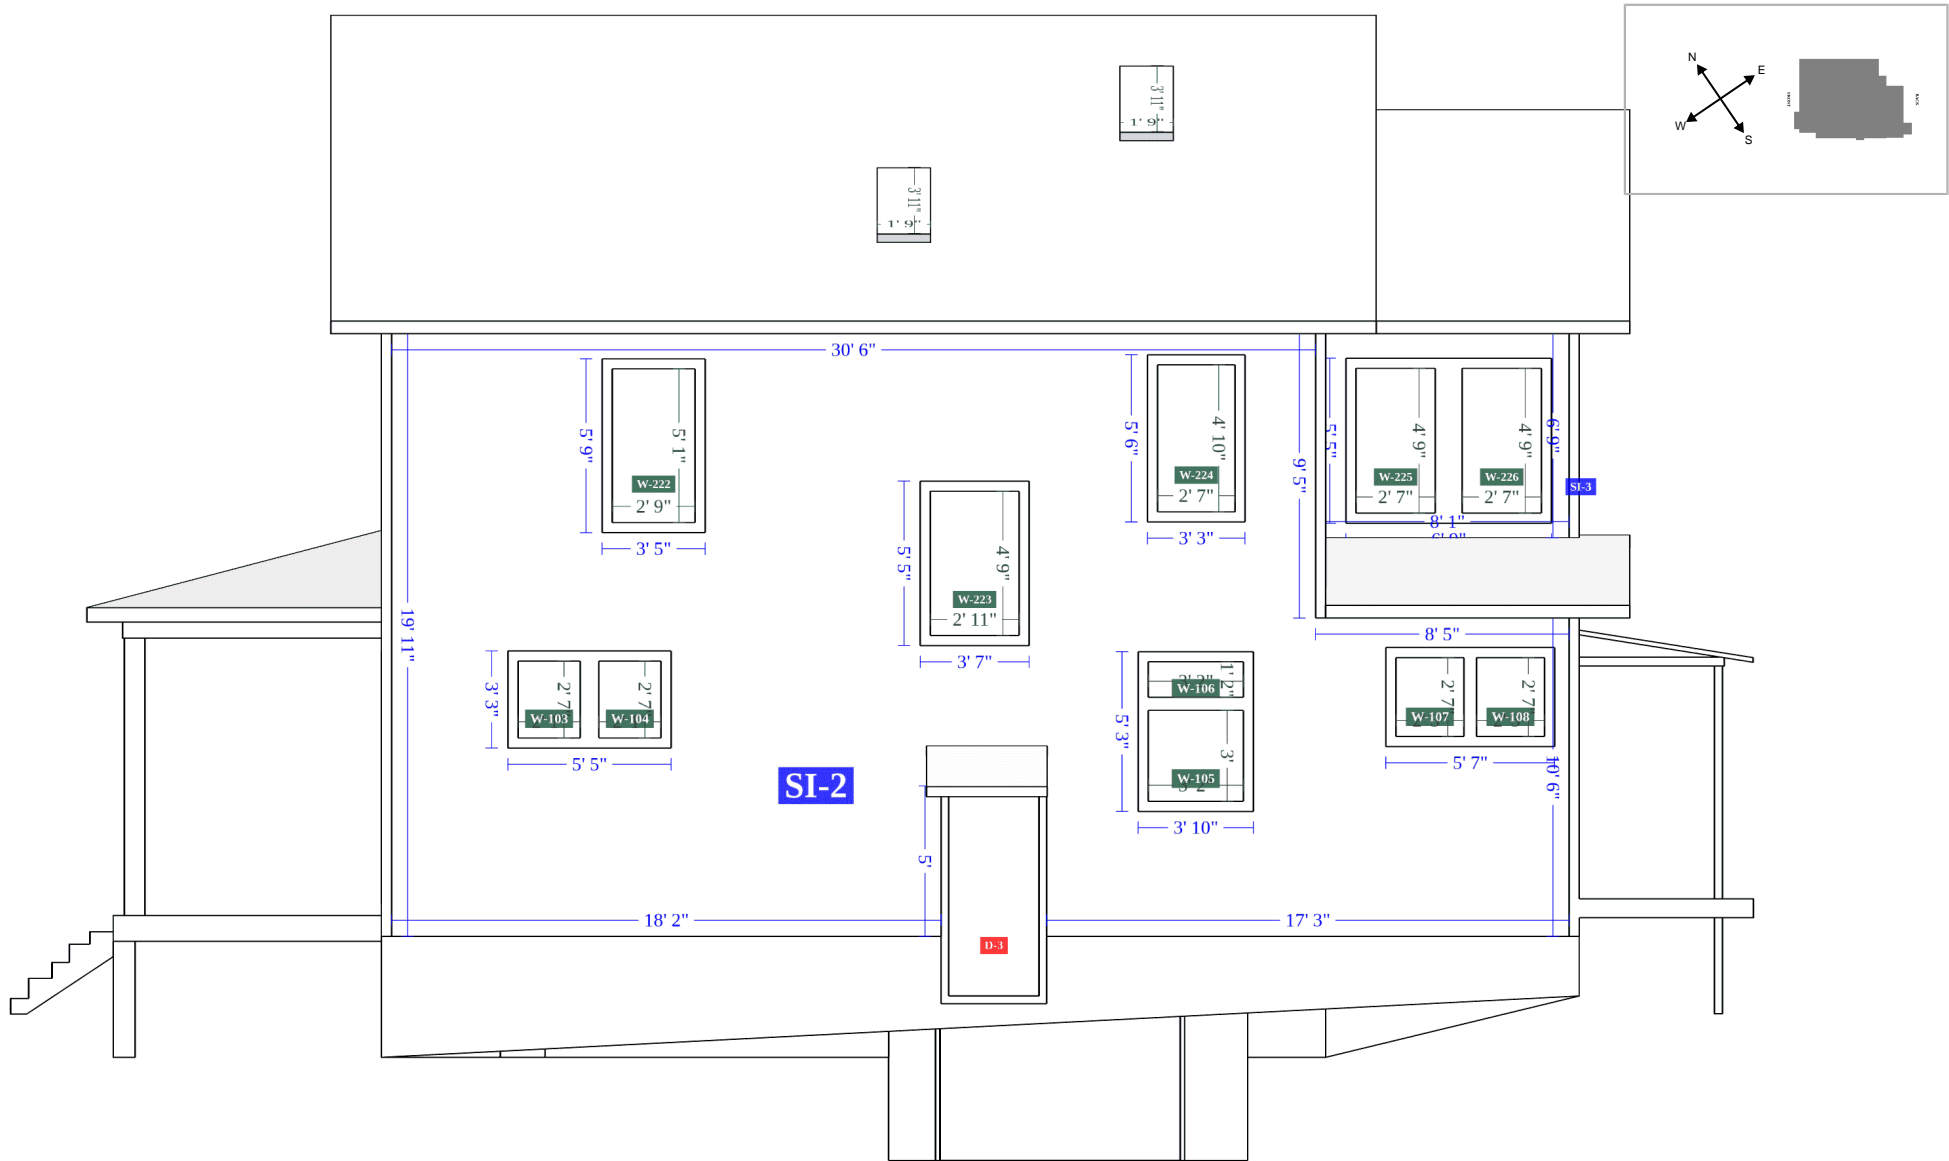 N
E
W
S
FRONT
BACK
3' 11"
1' 9"
3' 11"
1' 9"
30' 6"
5' 9"
5' 1"
W-222
2' 9"
3' 5"
5' 6"
4' 10"
W-224
2' 7"
3' 3"
9' 5"
5' 5"
4' 9"
W-225
2' 7"
4' 9"
W-226
2' 7"
6' 9"
SI-3
8' 1"
5' 5"
4' 9"
W-223
2' 11"
3' 7"
19' 11"
8' 5"
3' 3"
2' 7"
W-103
2' 7"
W-104
5' 5"
5' 3"
1' 2"
W-106
3'
W-105
3' 10"
2' 7"
W-107
2' 7"
W-108
5' 7"
10' 6"
SI-2
5'
18' 2"
17' 3"
D-3